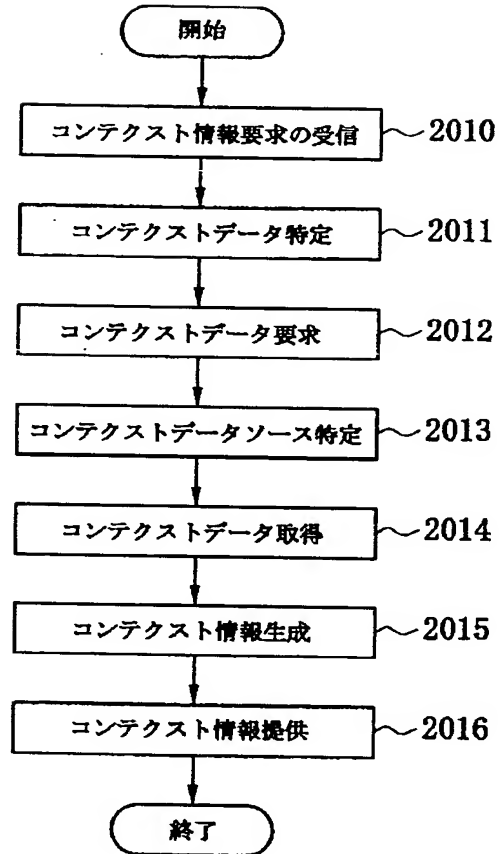 開始
コンテクスト情報要求の受信 2010
コンテクストデータ特定 2011
コンテクストデータ要求 2012
コンテクストデータソース特定 2013
コンテクストデータ取得 2014
コンテクスト情報生成 2015
コンテクスト情報提供 2016
終了